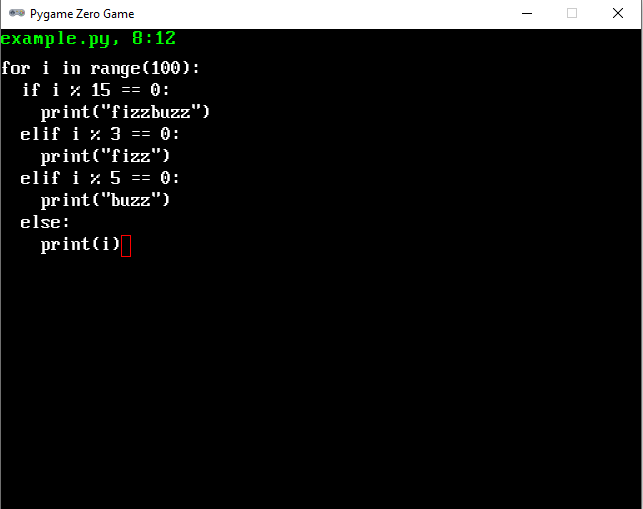 Pygame Zero Game
example.py, 8:12
for i in range(100):
  if i % 15 == 0:
    print("fizzbuzz")
  elif i % 3 == 0:
    print("fizz")
  elif i % 5 == 0:
    print("buzz")
  else:
    print(i)